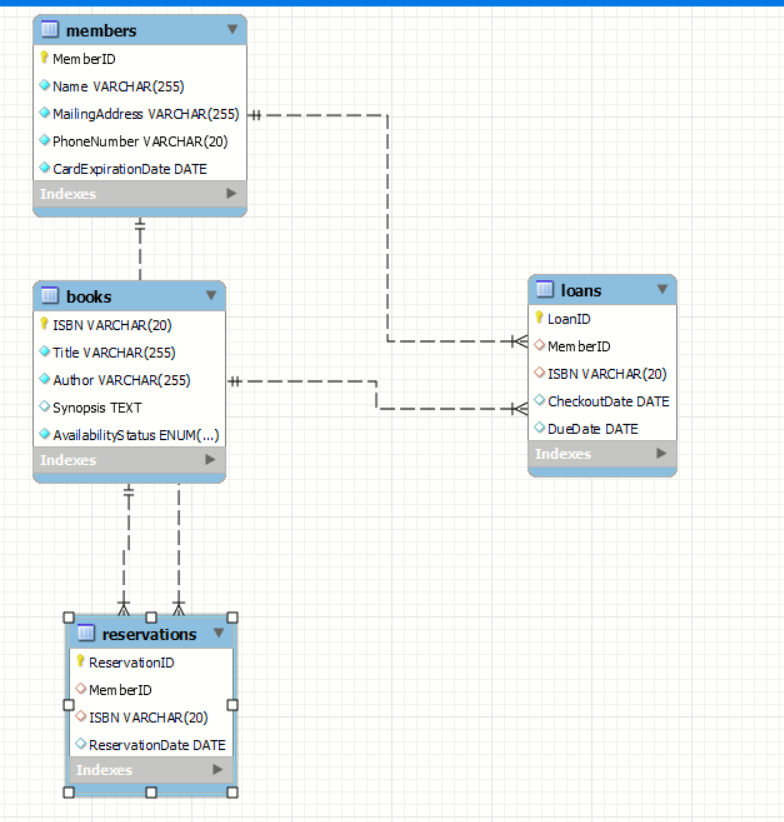 members
MemberID
Name VARCHAR(255)
MailingAddress VARCHAR(255)
PhoneNumber VARCHAR(20)
CardExpirationDate DATE
Indexes
books
ISBN VARCHAR(20)
Title VARCHAR(255)
Author VARCHAR(255)
Synopsis TEXT
AvailabilityStatus ENUM(...)
Indexes
loans
LoanID
MemberID
ISBN VARCHAR(20)
CheckoutDate DATE
DueDate DATE
Indexes
reservations
ReservationID
MemberID
ISBN VARCHAR(20)
ReservationDate DATE
Indexes